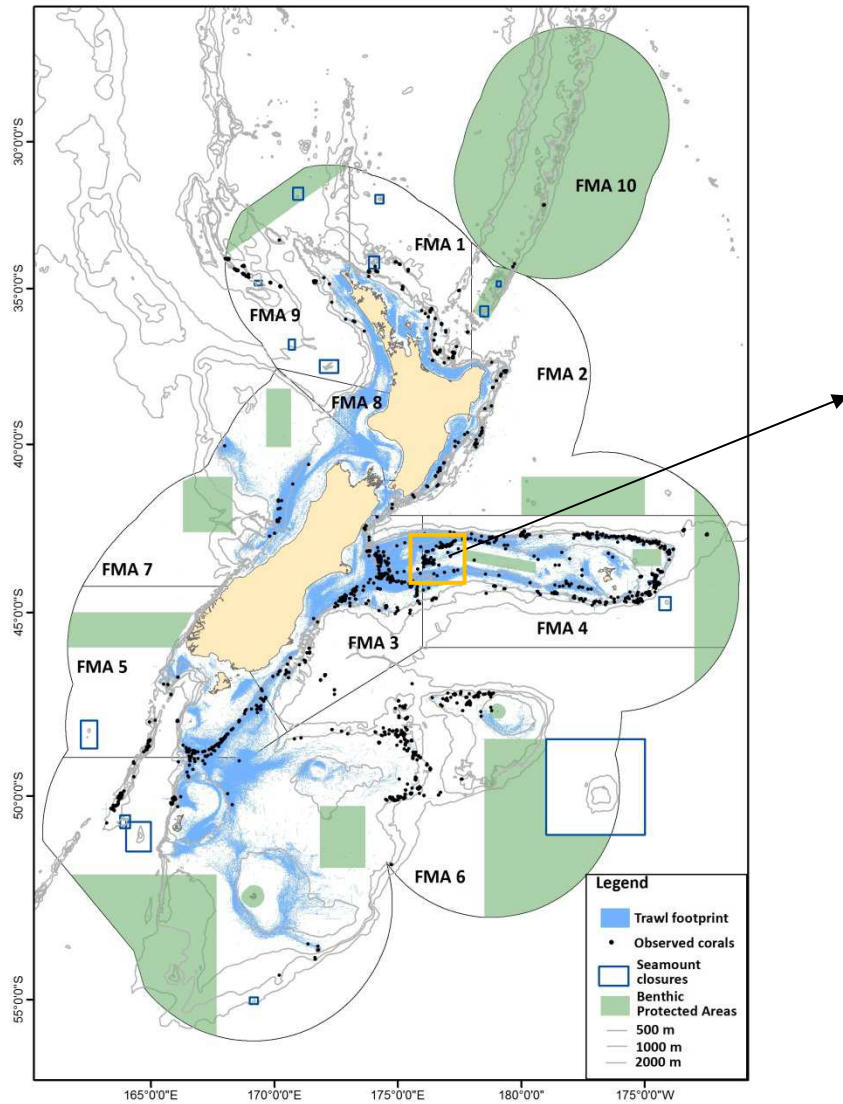 30°0'0"S
FMA 10
FMA 1
35°0'0"S
FMA 9
FMA 2
FMA 8
40°0'0"S
FMA 7
45°0'0"S
FMA 3
FMA 4
FMA 5
50°0'0"S
FMA 6
Legend
Trawl footprint
Observed corals
Seamount
closures
Benthic
Protected Areas
500 m
1000 m
2000 m
55°0'0"S
165°0'0"E
170°0'0"E
175°0'0"E
180°0'0"
175°0'0"W